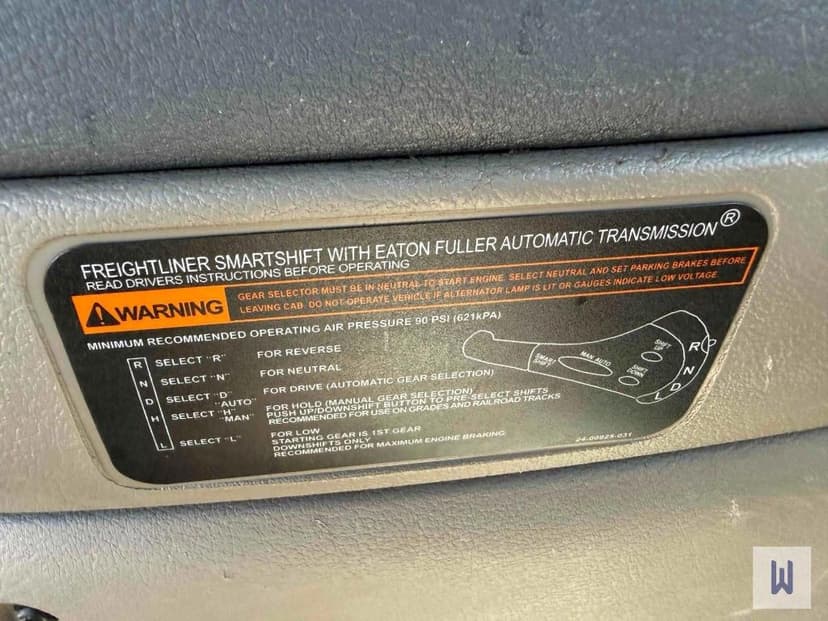 FREIGHTLINER SMARTSHIFT WITH EATON FULLER AUTOMATIC TRANSMISSION®
READ DRIVERS INSTRUCTIONS BEFORE OPERATING
WARNING
GEAR SELECTOR MUST BE IN NEUTRAL TO START ENGINE. SELECT NEUTRAL AND SET PARKING BRAKES BEFORE
LEAVING CAB. DO NOT OPERATE VEHICLE IF ALTERNATOR LAMP IS LIT OR GAUGES INDICATE LOW VOLTAGE.
MINIMUM RECOMMENDED OPERATING AIR PRESSURE 90 PSI (621kPA)
R SELECT "R" FOR REVERSE
N SELECT "N" FOR NEUTRAL
D SELECT "D" FOR DRIVE (AUTOMATIC GEAR SELECTION)
"AUTO"
H SELECT "H" FOR HOLD (MANUAL GEAR SELECTION)
"MAN" PUSH UP/DOWNSHIFT BUTTON TO PRE-SELECT SHIFTS
RECOMMENDED FOR USE ON GRADES AND RAILROAD TRACKS
L SELECT "L" FOR LOW
STARTING GEAR IS 1ST GEAR
DOWNSHIFTS ONLY
RECOMMENDED FOR MAXIMUM ENGINE BRAKING
SMART
SHIFT
MAN AUTO
SHIFT
UP
SHIFT
DOWN
R
N
D
L
24-00925-031
W